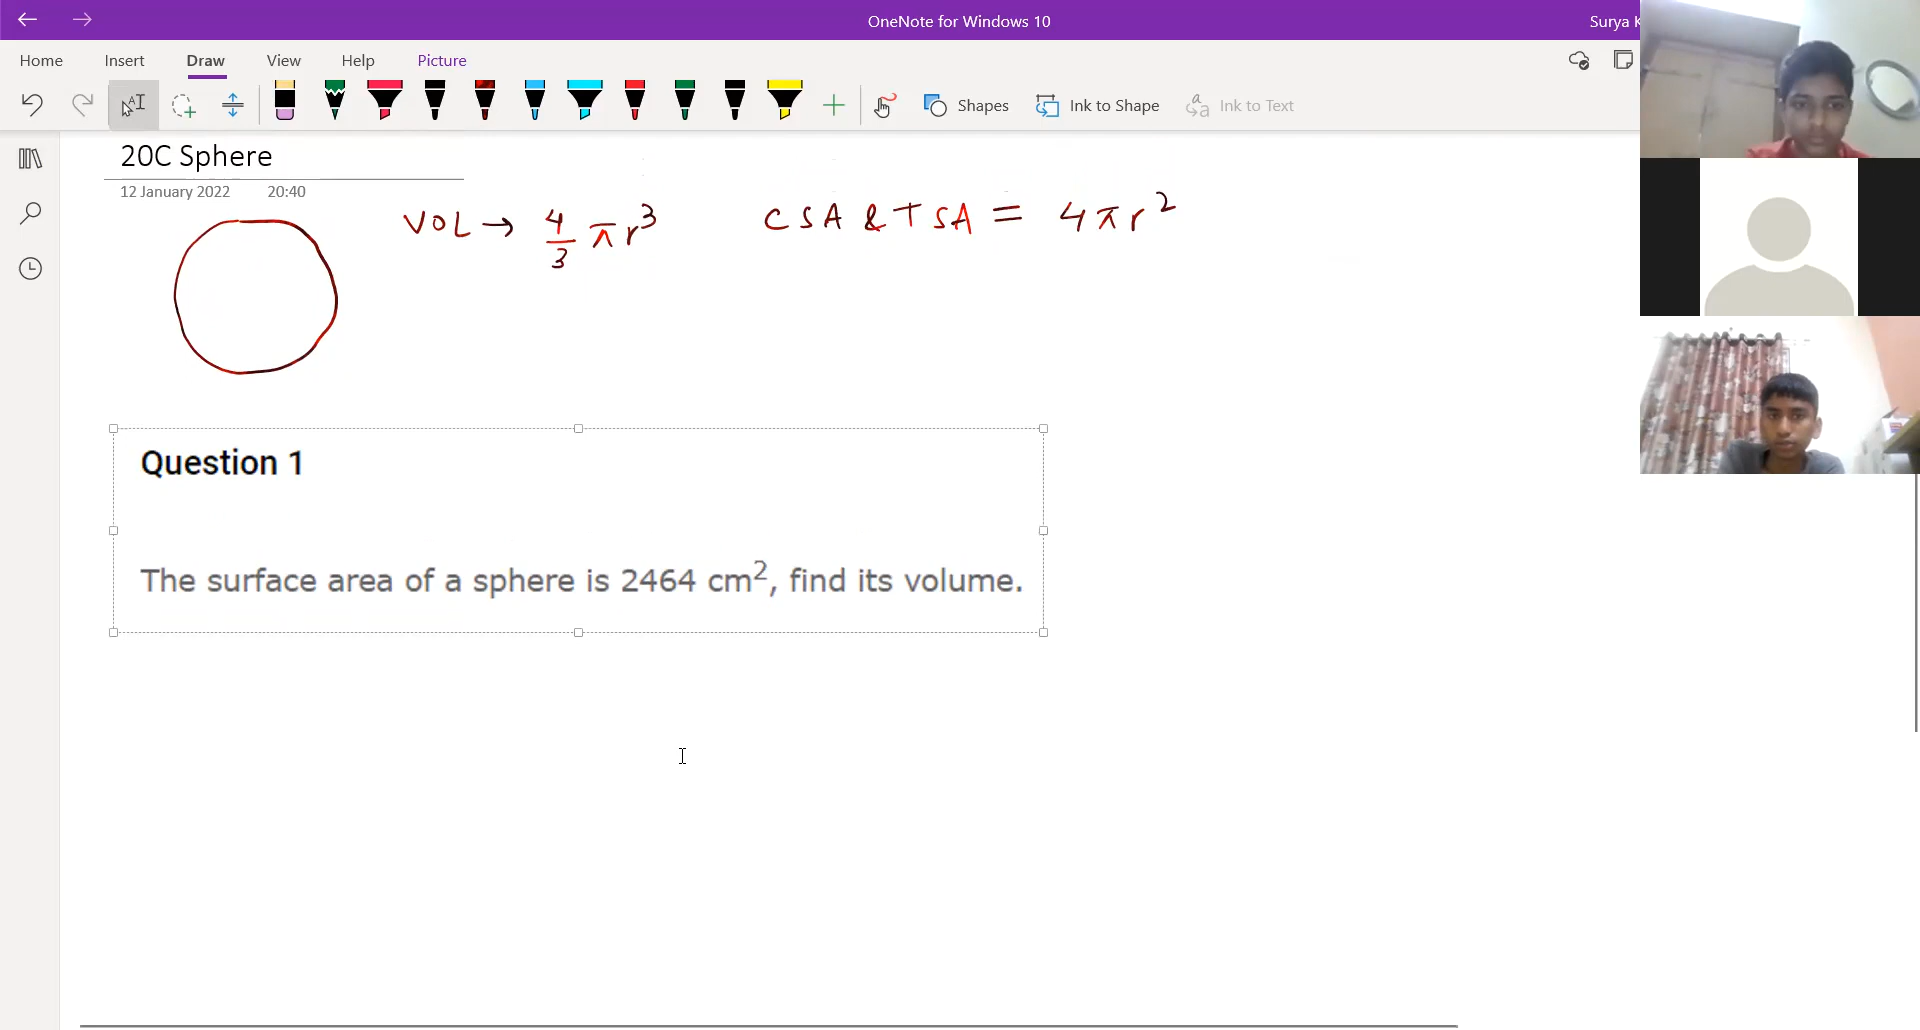 OneNote for Windows 10
Surya K
Home Insert Draw View Help Picture
Shapes Ink to Shape Ink to Text
20C Sphere
12 January 2022 20:40
VOL → 4/3 πr³ CSA & TSA = 4πr²
Question 1
The surface area of a sphere is 2464 cm², find its volume.